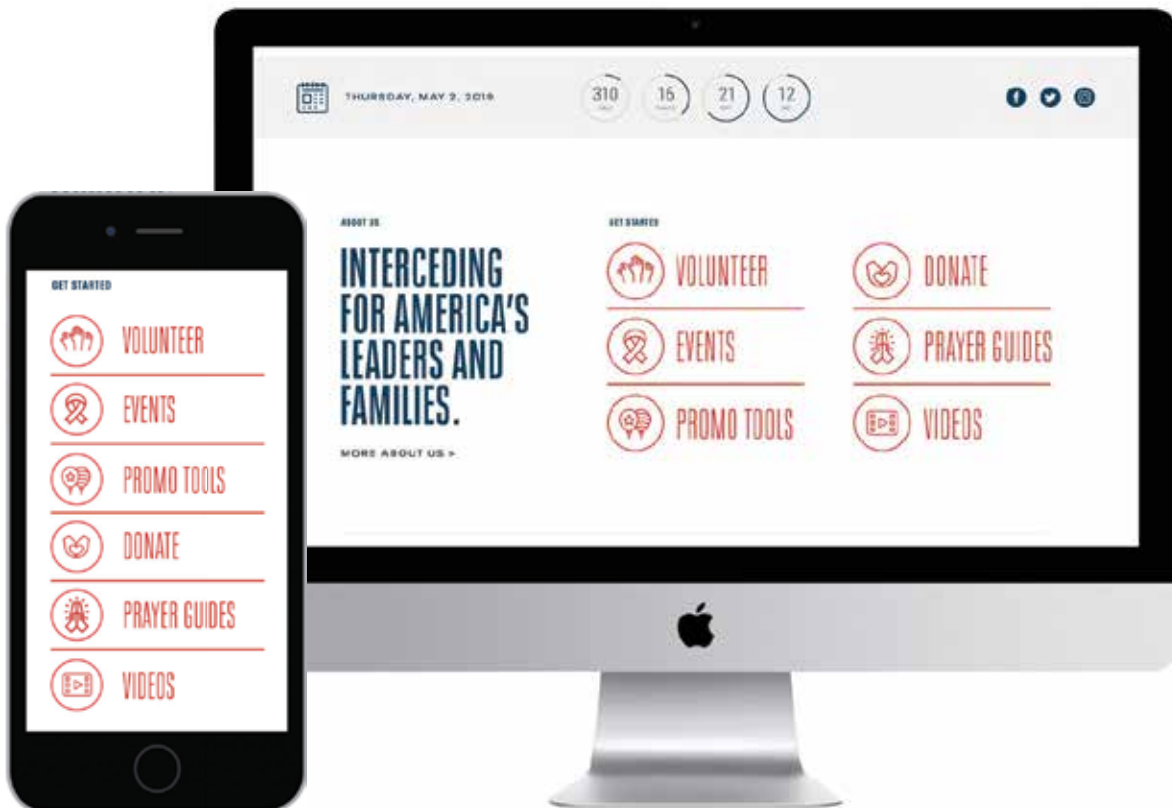 THURSDAY, MAY 2, 2019
310
16
21
12
ABOUT US
INTERCEDING
FOR AMERICA'S
LEADERS AND
FAMILIES.
MORE ABOUT US >
GET STARTED
VOLUNTEER
EVENTS
PROMO TOOLS
DONATE
PRAYER GUIDES
VIDEOS
GET STARTED
VOLUNTEER
EVENTS
PROMO TOOLS
DONATE
PRAYER GUIDES
VIDEOS